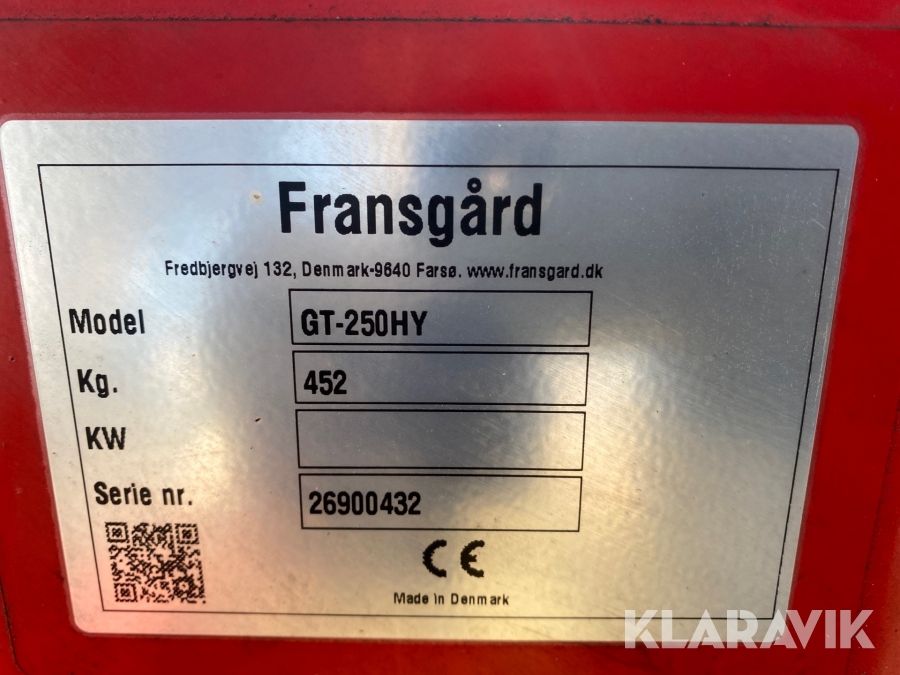 Fransgård
Fredbjergvej 132, Denmark-9640 Farsø. www.fransgard.dk
Model GT-250HY
Kg. 452
KW
Serie nr. 26900432
CE
Made in Denmark
KLARAVIK